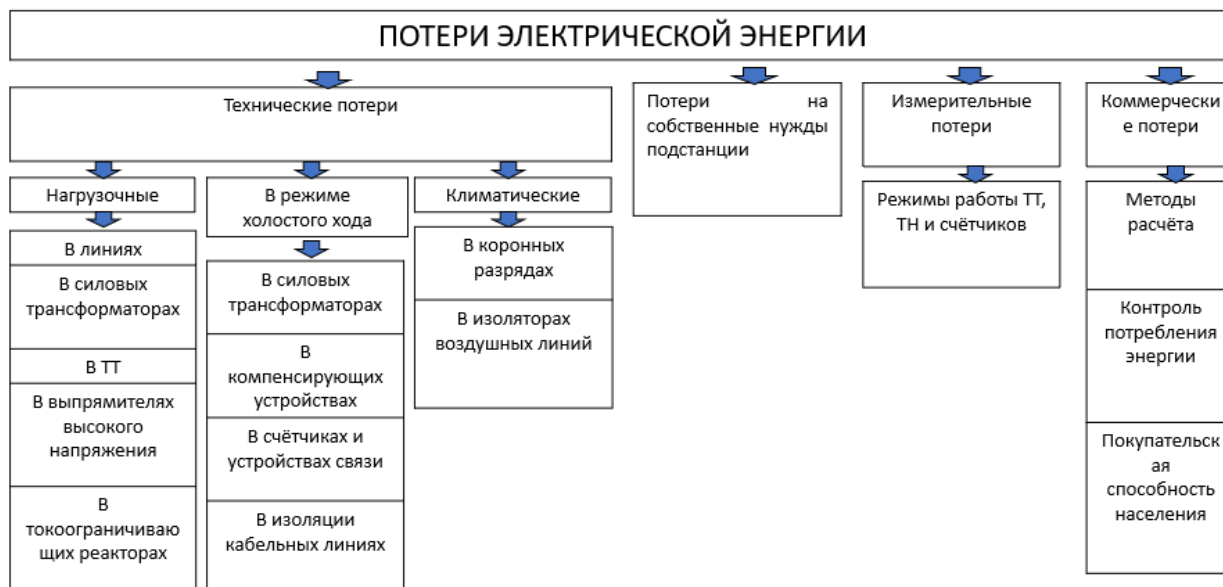 ПОТЕРИ ЭЛЕКТРИЧЕСКОЙ ЭНЕРГИИ
Технические потери
Нагрузочные
В линиях
В силовых
трансформаторах
В ТТ
В выпрямителях
высокого
напряжения
В
токоограничиваю
щих реакторах
В режиме
холостого хода
В силовых
трансформаторах
В
компенсирующих
устройствах
В счётчиках и
устройствах связи
В изоляции
кабельных линиях
Климатические
В коронных
разрядах
В изоляторах
воздушных линий
Потери на
собственные нужды
подстанции
Измерительные
потери
Режимы работы ТТ,
ТН и счётчиков
Коммерчески
е потери
Методы
расчёта
Контроль
потребления
энергии
Покупательск
ая
способность
населения